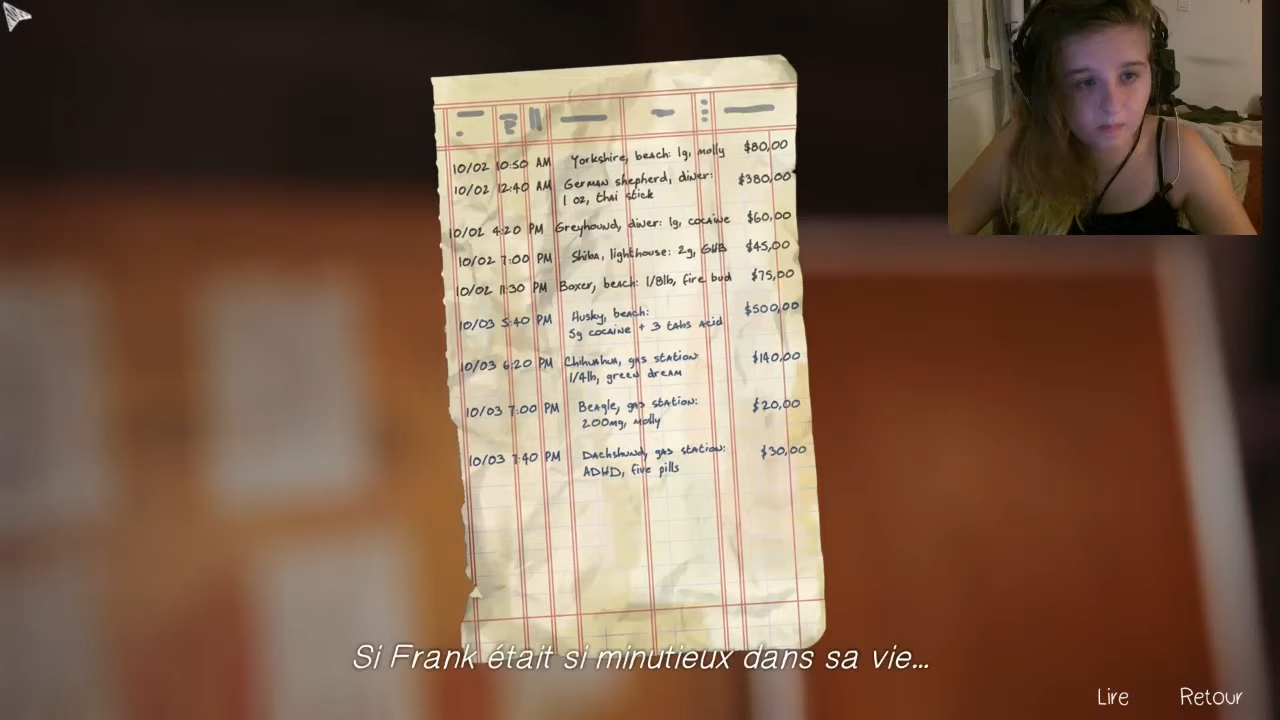 10/02 10:50 AM Yorkshire, beach: 1g, molly $80,00
10/02 12:40 AM German shepherd, diner: $380,00
1 oz, thai stick
10/02 4:20 PM Greyhound, diner: 1g, cocaine $60,00
10/02 7:00 PM Shiba, lighthouse: 2g, GHB $45,00
10/02 11:30 PM Boxer, beach: 1/8lb, fire bud $75,00
10/03 5:40 PM Husky, beach: $500,00
5g cocaine + 3 tabs acid
10/03 6:20 PM Chihuahua, gas station: $140,00
1/4lb, green dream
10/03 7:00 PM Beagle, gas station: $20,00
200mg, molly
10/03 7:40 PM Dachshund, gas station: $30,00
ADHD, five pills
Si Frank était si minutieux dans sa vie...
Lire Retour